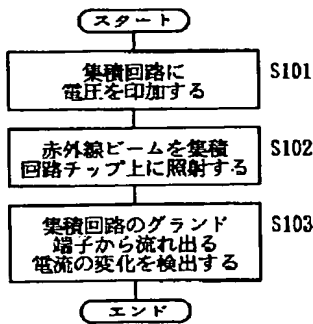 スタート
集積回路に
電圧を印加する
S101
赤外線ビームを集積
回路チップ上に照射する
S102
集積回路のグランド
端子から流れ出る
電流の変化を検出する
S103
エンド